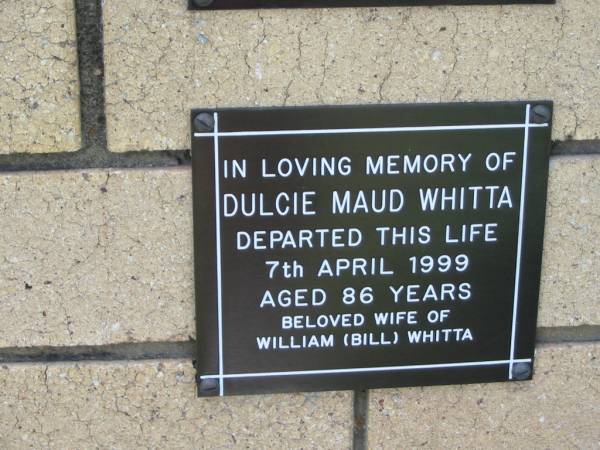 IN LOVING MEMORY OF
DULCIE MAUD WHITTA
DEPARTED THIS LIFE
7th APRIL 1999
AGED 86 YEARS
BELOVED WIFE OF
WILLIAM (BILL) WHITTA